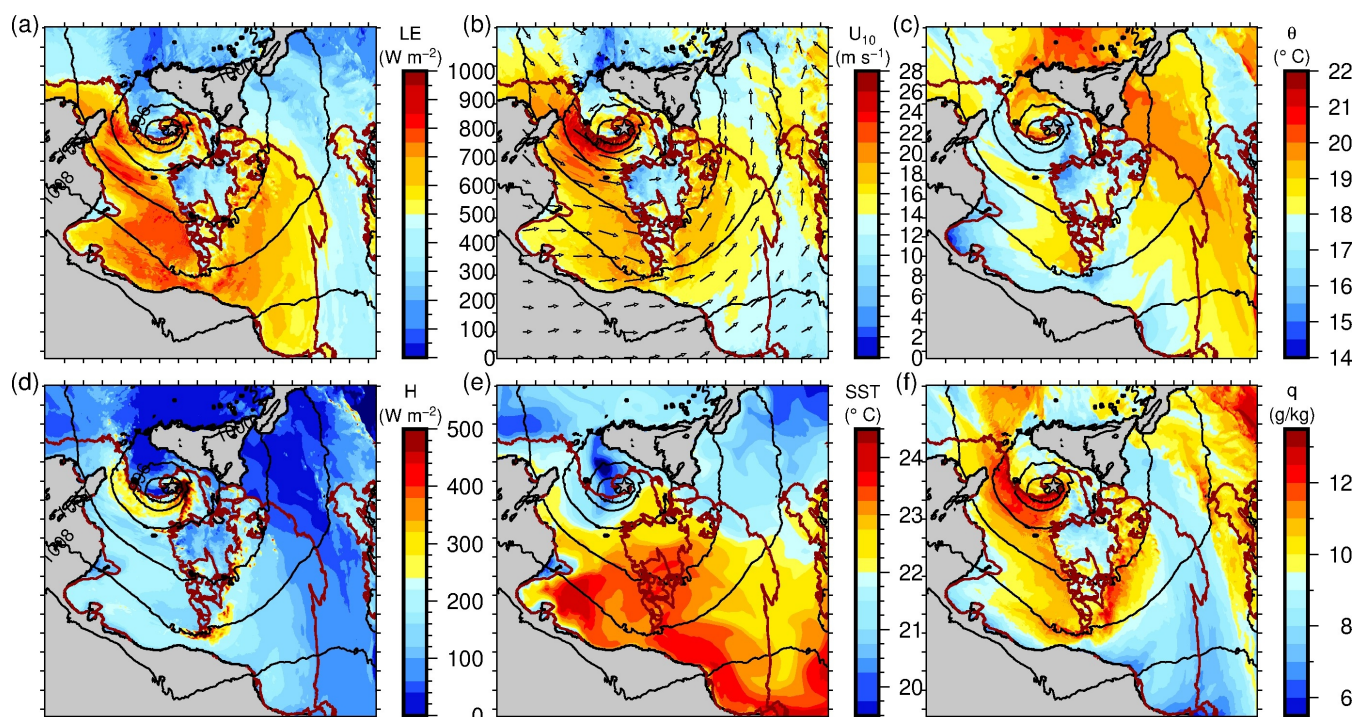 (a)
LE
(W m⁻²)
1000
900
800
700
600
500
400
300
200
100
0
(b)
U₁₀
(m s⁻¹)
28
26
24
22
20
18
16
14
12
10
8
6
4
2
0
(c)
θ
(° C)
22
21
20
19
18
17
16
15
14
1008
(d)
H
(W m⁻²)
500
400
300
200
100
0
(e)
SST
(° C)
24
23
22
21
20
(f)
q
(g/kg)
12
10
8
6
1008